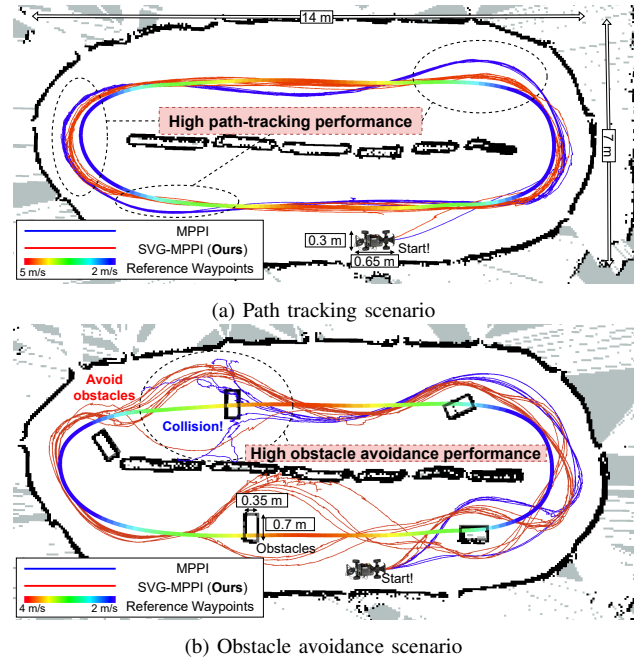 14 m
High path-tracking performance
7 m
MPPI
SVG-MPPI (Ours)
5 m/s 2 m/s Reference Waypoints
0.3 m
0.65 m
Start!
(a) Path tracking scenario
Avoid
obstacles
Collision!
High obstacle avoidance performance
0.35 m
0.7 m
Obstacles
MPPI
SVG-MPPI (Ours)
4 m/s 2 m/s Reference Waypoints
Start!
(b) Obstacle avoidance scenario